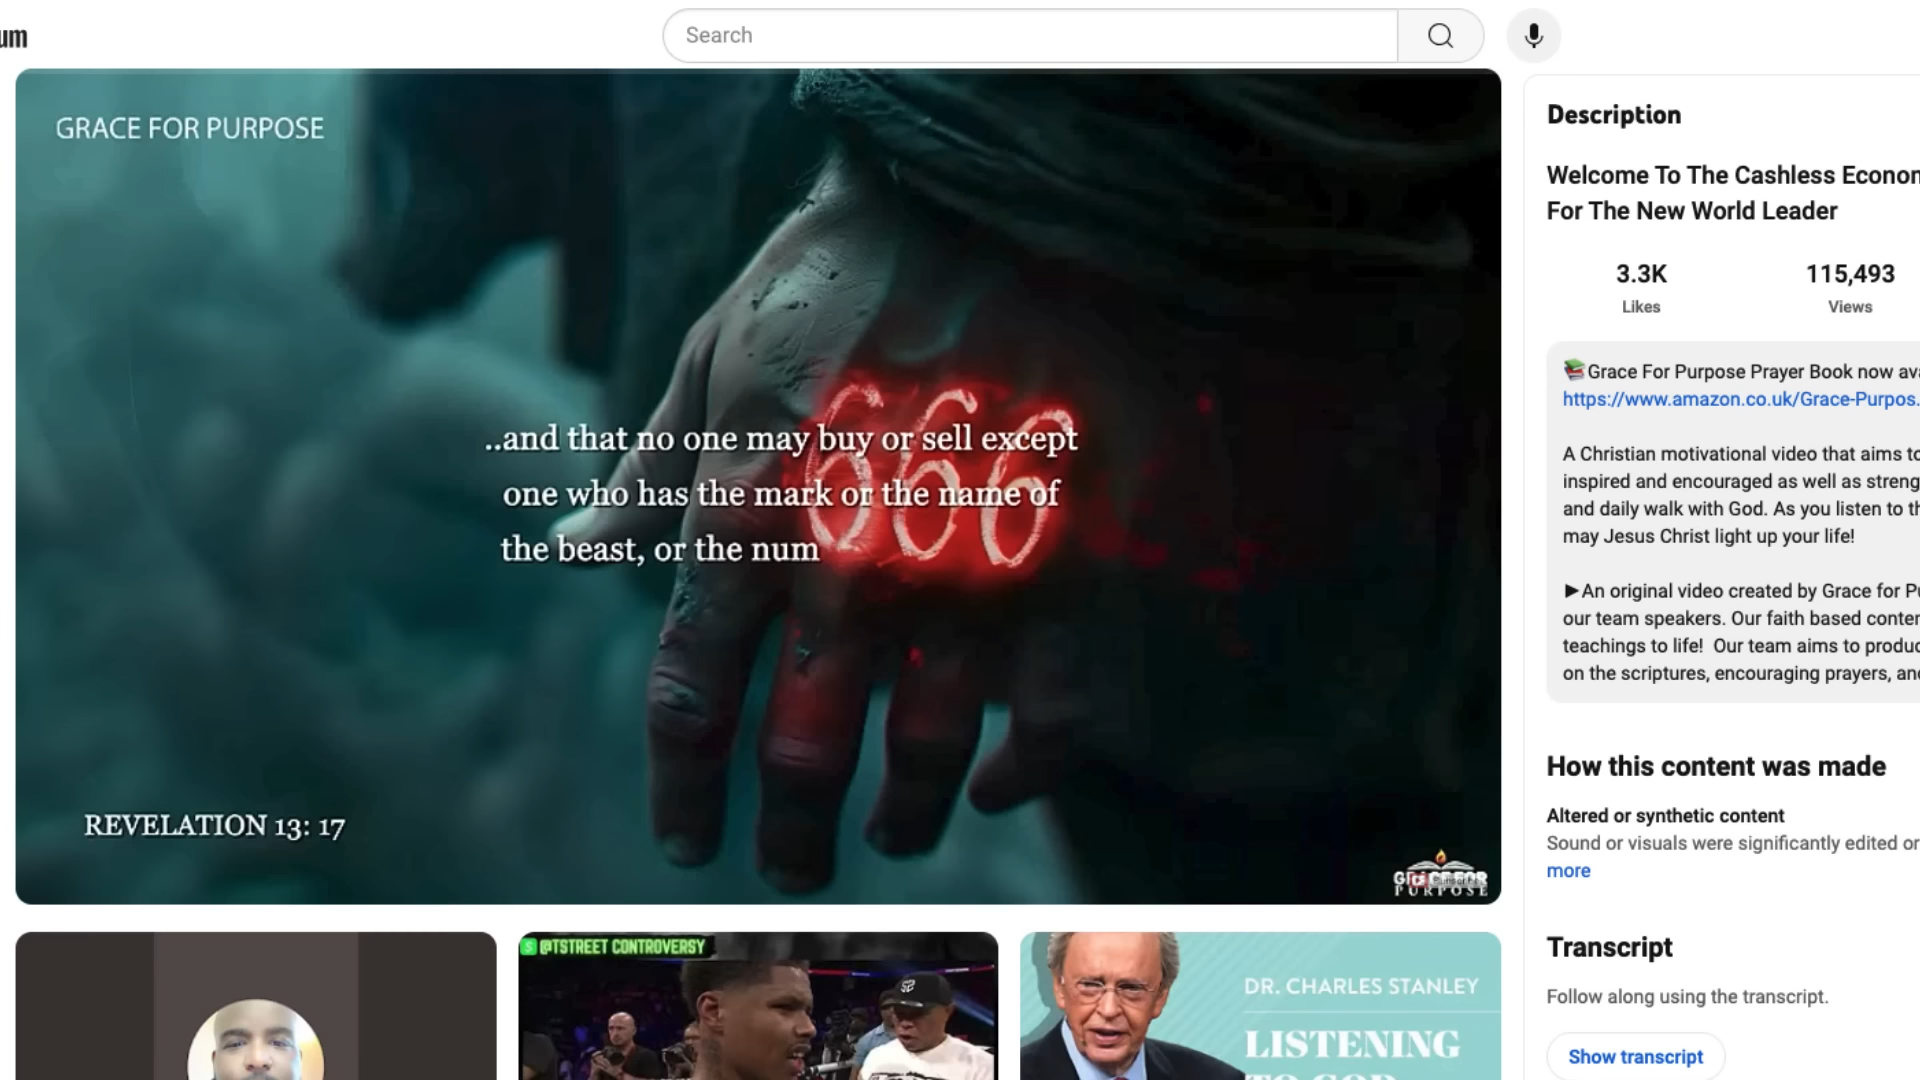 um
Search
GRACE FOR PURPOSE
666
..and that no one may buy or sell except
one who has the mark or the name of
the beast, or the num
REVELATION 13: 17
GRACE FOR
PURPOSE
Description
Welcome To The Cashless Econom
For The New World Leader
3.3K
Likes
115,493
Views
Grace For Purpose Prayer Book now ava
https://www.amazon.co.uk/Grace-Purpos.
A Christian motivational video that aims to
inspired and encouraged as well as streng
and daily walk with God. As you listen to th
may Jesus Christ light up your life!
►An original video created by Grace for Pu
our team speakers. Our faith based conten
teachings to life!  Our team aims to produc
on the scriptures, encouraging prayers, and
How this content was made
Altered or synthetic content
Sound or visuals were significantly edited or
more
Transcript
Follow along using the transcript.
Show transcript
S @TSTREET CONTROVERSY
DR. CHARLES STANLEY
LISTENING
TO GOD